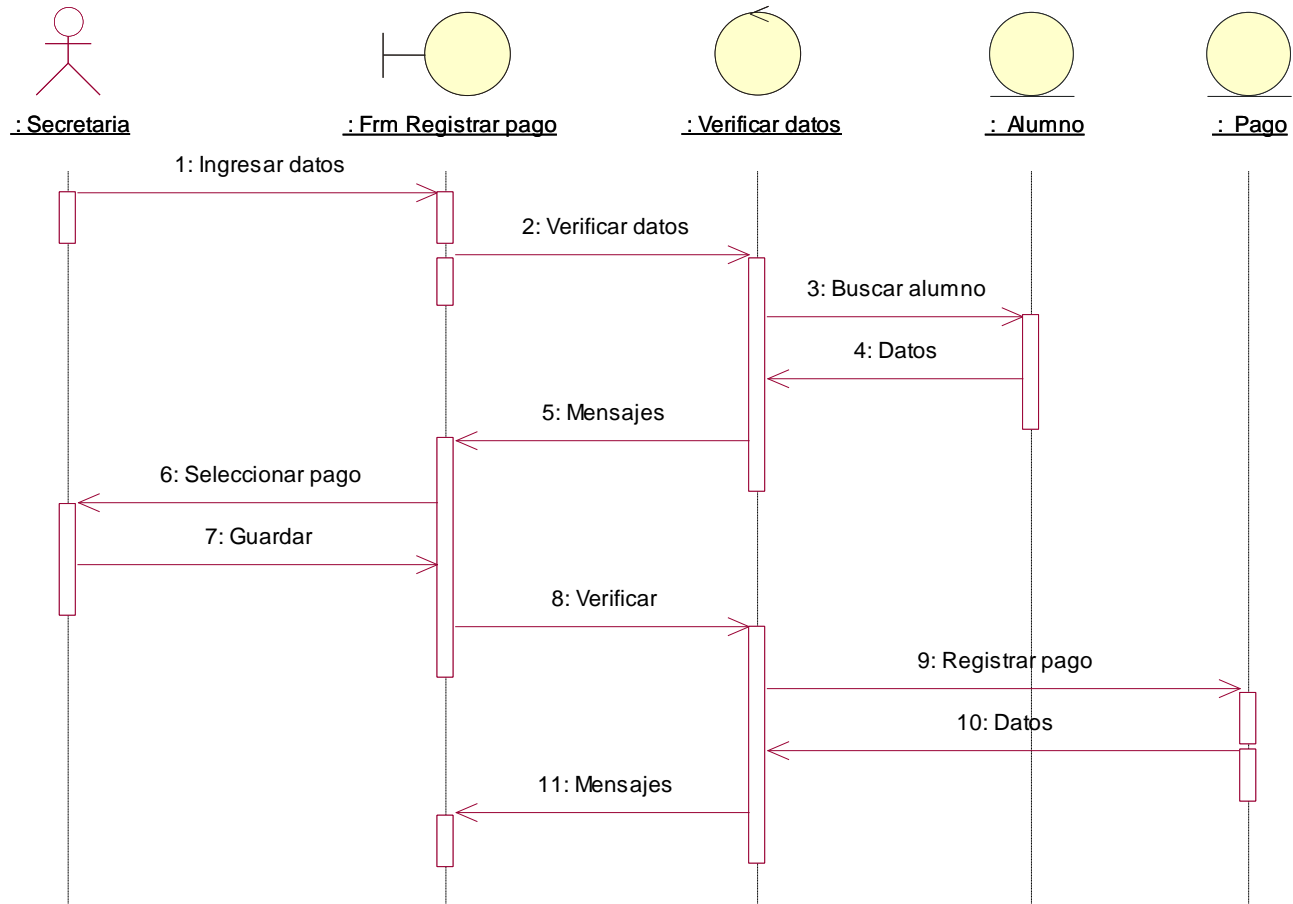 : Secretaria
: Frm Registrar pago
: Verificar datos
: Alumno
: Pago
1: Ingresar datos
2: Verificar datos
3: Buscar alumno
4: Datos
5: Mensajes
6: Seleccionar pago
7: Guardar
8: Verificar
9: Registrar pago
10: Datos
11: Mensajes